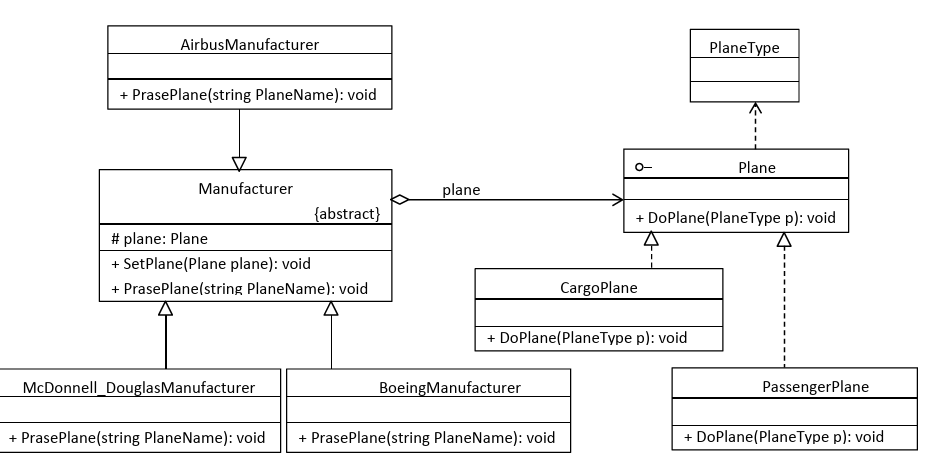 AirbusManufacturer
+ PrasePlane(string PlaneName): void
PlaneType
Manufacturer
{abstract}
# plane: Plane
+ SetPlane(Plane plane): void
+ PrasePlane(string PlaneName): void
plane
Plane
+ DoPlane(PlaneType p): void
CargoPlane
+ DoPlane(PlaneType p): void
McDonnell_DouglasManufacturer
+ PrasePlane(string PlaneName): void
BoeingManufacturer
+ PrasePlane(string PlaneName): void
PassengerPlane
+ DoPlane(PlaneType p): void